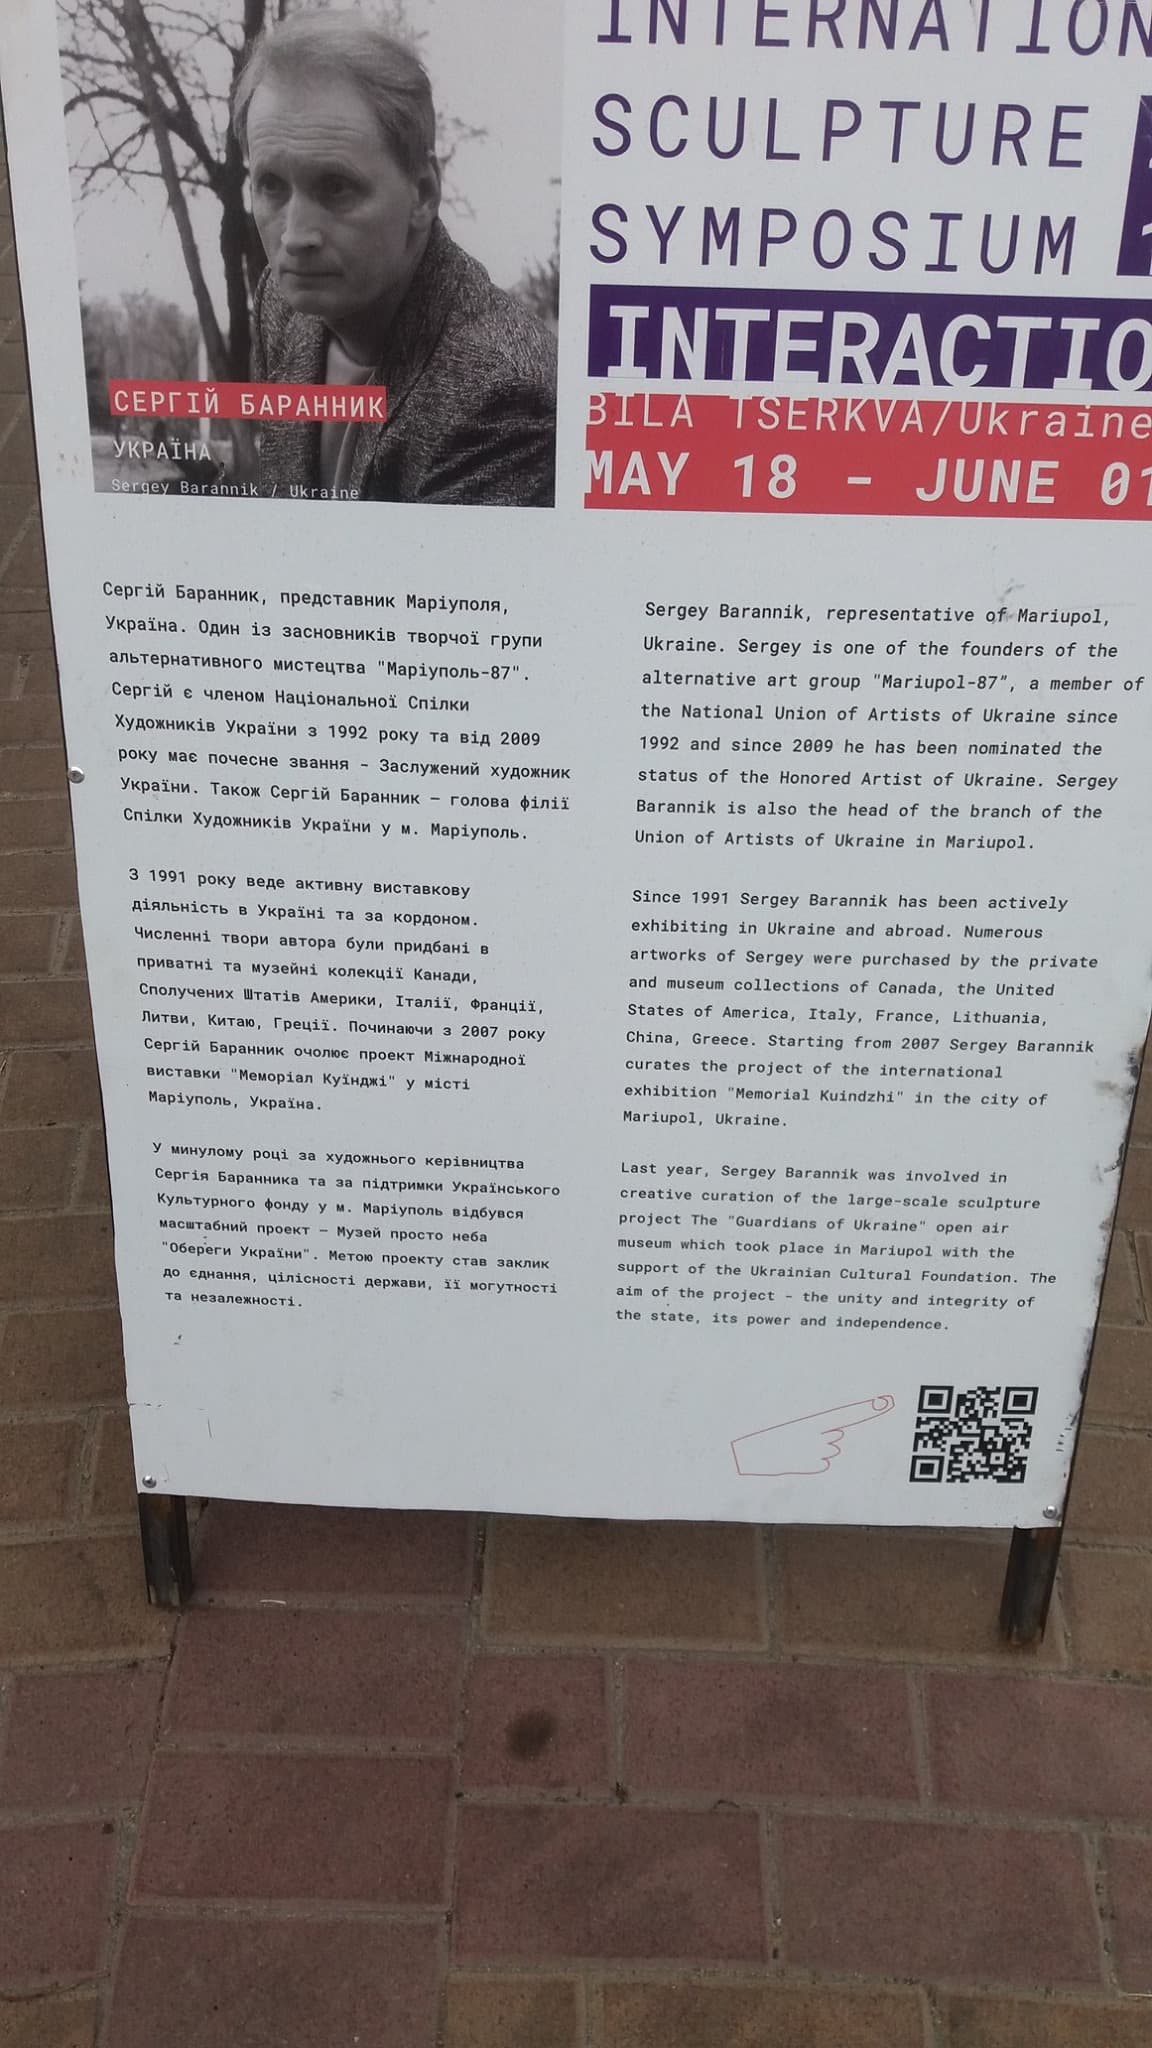 СЕРГІЙ БАРАННИК
УКРАЇНА
Sergey Barannik / Ukraine
INTERNATION
SCULPTURE
SYMPOSIUM
INTERACTIO
BILA TSERKVA/Ukraine
MAY 18 - JUNE 01
Сергій Баранник, представник Маріуполя,
Україна. Один із засновників творчої групи
альтернативного мистецтва "Маріуполь-87".
Сергій є членом Національної Спілки
Художників України з 1992 року та від 2009
року має почесне звання – Заслужений художник
України. Також Сергій Баранник – голова філії
Спілки Художників України у м. Маріуполь.
З 1991 року веде активну виставкову
діяльність в Україні та за кордоном.
Численні твори автора були придбані в
приватні та музейні колекції Канади,
Сполучених Штатів Америки, Італії, Франції,
Литви, Китаю, Греції. Починаючи з 2007 року
Сергій Баранник очолює проект Міжнародної
виставки "Меморіал Куїнджі" у місті
Маріуполь, Україна.
У минулому році за художнього керівництва
Сергія Баранника та за підтримки Українського
Культурного фонду у м. Маріуполь відбувся
масштабний проект – Музей просто неба
"Обереги України". Метою проекту став заклик
до єднання, цілісності держави, її могутності
та незалежності.
Sergey Barannik, representative of Mariupol,
Ukraine. Sergey is one of the founders of the
alternative art group "Mariupol-87", a member of
the National Union of Artists of Ukraine since
1992 and since 2009 he has been nominated the
status of the Honored Artist of Ukraine. Sergey
Barannik is also the head of the branch of the
Union of Artists of Ukraine in Mariupol.
Since 1991 Sergey Barannik has been actively
exhibiting in Ukraine and abroad. Numerous
artworks of Sergey were purchased by the private
and museum collections of Canada, the United
States of America, Italy, France, Lithuania,
China, Greece. Starting from 2007 Sergey Barannik
curates the project of the international
exhibition "Memorial Kuindzhi" in the city of
Mariupol, Ukraine.
Last year, Sergey Barannik was involved in
creative curation of the large-scale sculpture
project The "Guardians of Ukraine" open air
museum which took place in Mariupol with the
support of the Ukrainian Cultural Foundation. The
aim of the project - the unity and integrity of
the state, its power and independence.